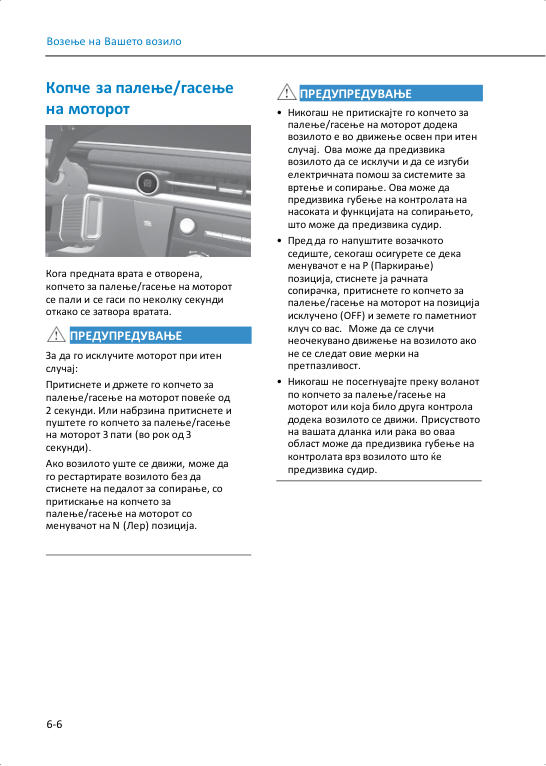 Возење на Вашето возило
Копче за палење/гасење
на моторот
Кога предната врата е отворена,
копчето за палење/гасење на моторот
се пали и се гаси по неколку секунди
откако се затвора вратата.
ПРЕДУПРЕДУВАЊЕ
За да го исклучите моторот при итен
случај:
Притиснете и држете го копчето за
палење/гасење на моторот повеќе од
2 секунди. Или набрзина притиснете и
пуштете го копчето за палење/гасење
на моторот 3 пати (во рок од 3
секунди).
Ако возилото уште се движи, може да
го рестартирате возилото без да
стиснете на педалот за сопирање, со
притискање на копчето за
палење/гасење на моторот со
менувачот на N (Лер) позиција.
ПРЕДУПРЕДУВАЊЕ
• Никогаш не притискајте го копчето за
палење/гасење на моторот додека
возилото е во движење освен при итен
случај. Ова може да предизвика
возилото да се исклучи и да се изгуби
електричната помош за системите за
вртење и сопирање. Ова може да
предизвика губење на контролата на
насоката и функцијата на сопирањето,
што може да предизвика судир.
• Пред да го напуштите возачкото
седиште, секогаш осигурете се дека
менувачот е на P (Паркирање)
позиција, стиснете ја рачната
сопирачка, притиснете го копчето за
палење/гасење на моторот на позиција
исклучено (OFF) и земете го паметниот
клуч со вас. Може да се случи
неочекувано движење на возилото ако
не се следат овие мерки на
претпазливост.
• Никогаш не посегнувајте преку воланот
по копчето за палење/гасење на
моторот или која било друга контрола
додека возилото се движи. Присуството
на вашата дланка или рака во оваа
област може да предизвика губење на
контролата врз возилото што ќе
предизвика судир.
6-6